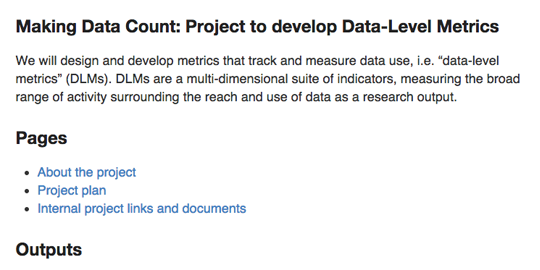 Making Data Count: Project to develop Data-Level Metrics
We will design and develop metrics that track and measure data use, i.e. “data-level
metrics” (DLMs). DLMs are a multi-dimensional suite of indicators, measuring the broad
range of activity surrounding the reach and use of data as a research output.
Pages
• About the project
• Project plan
• Internal project links and documents
Outputs